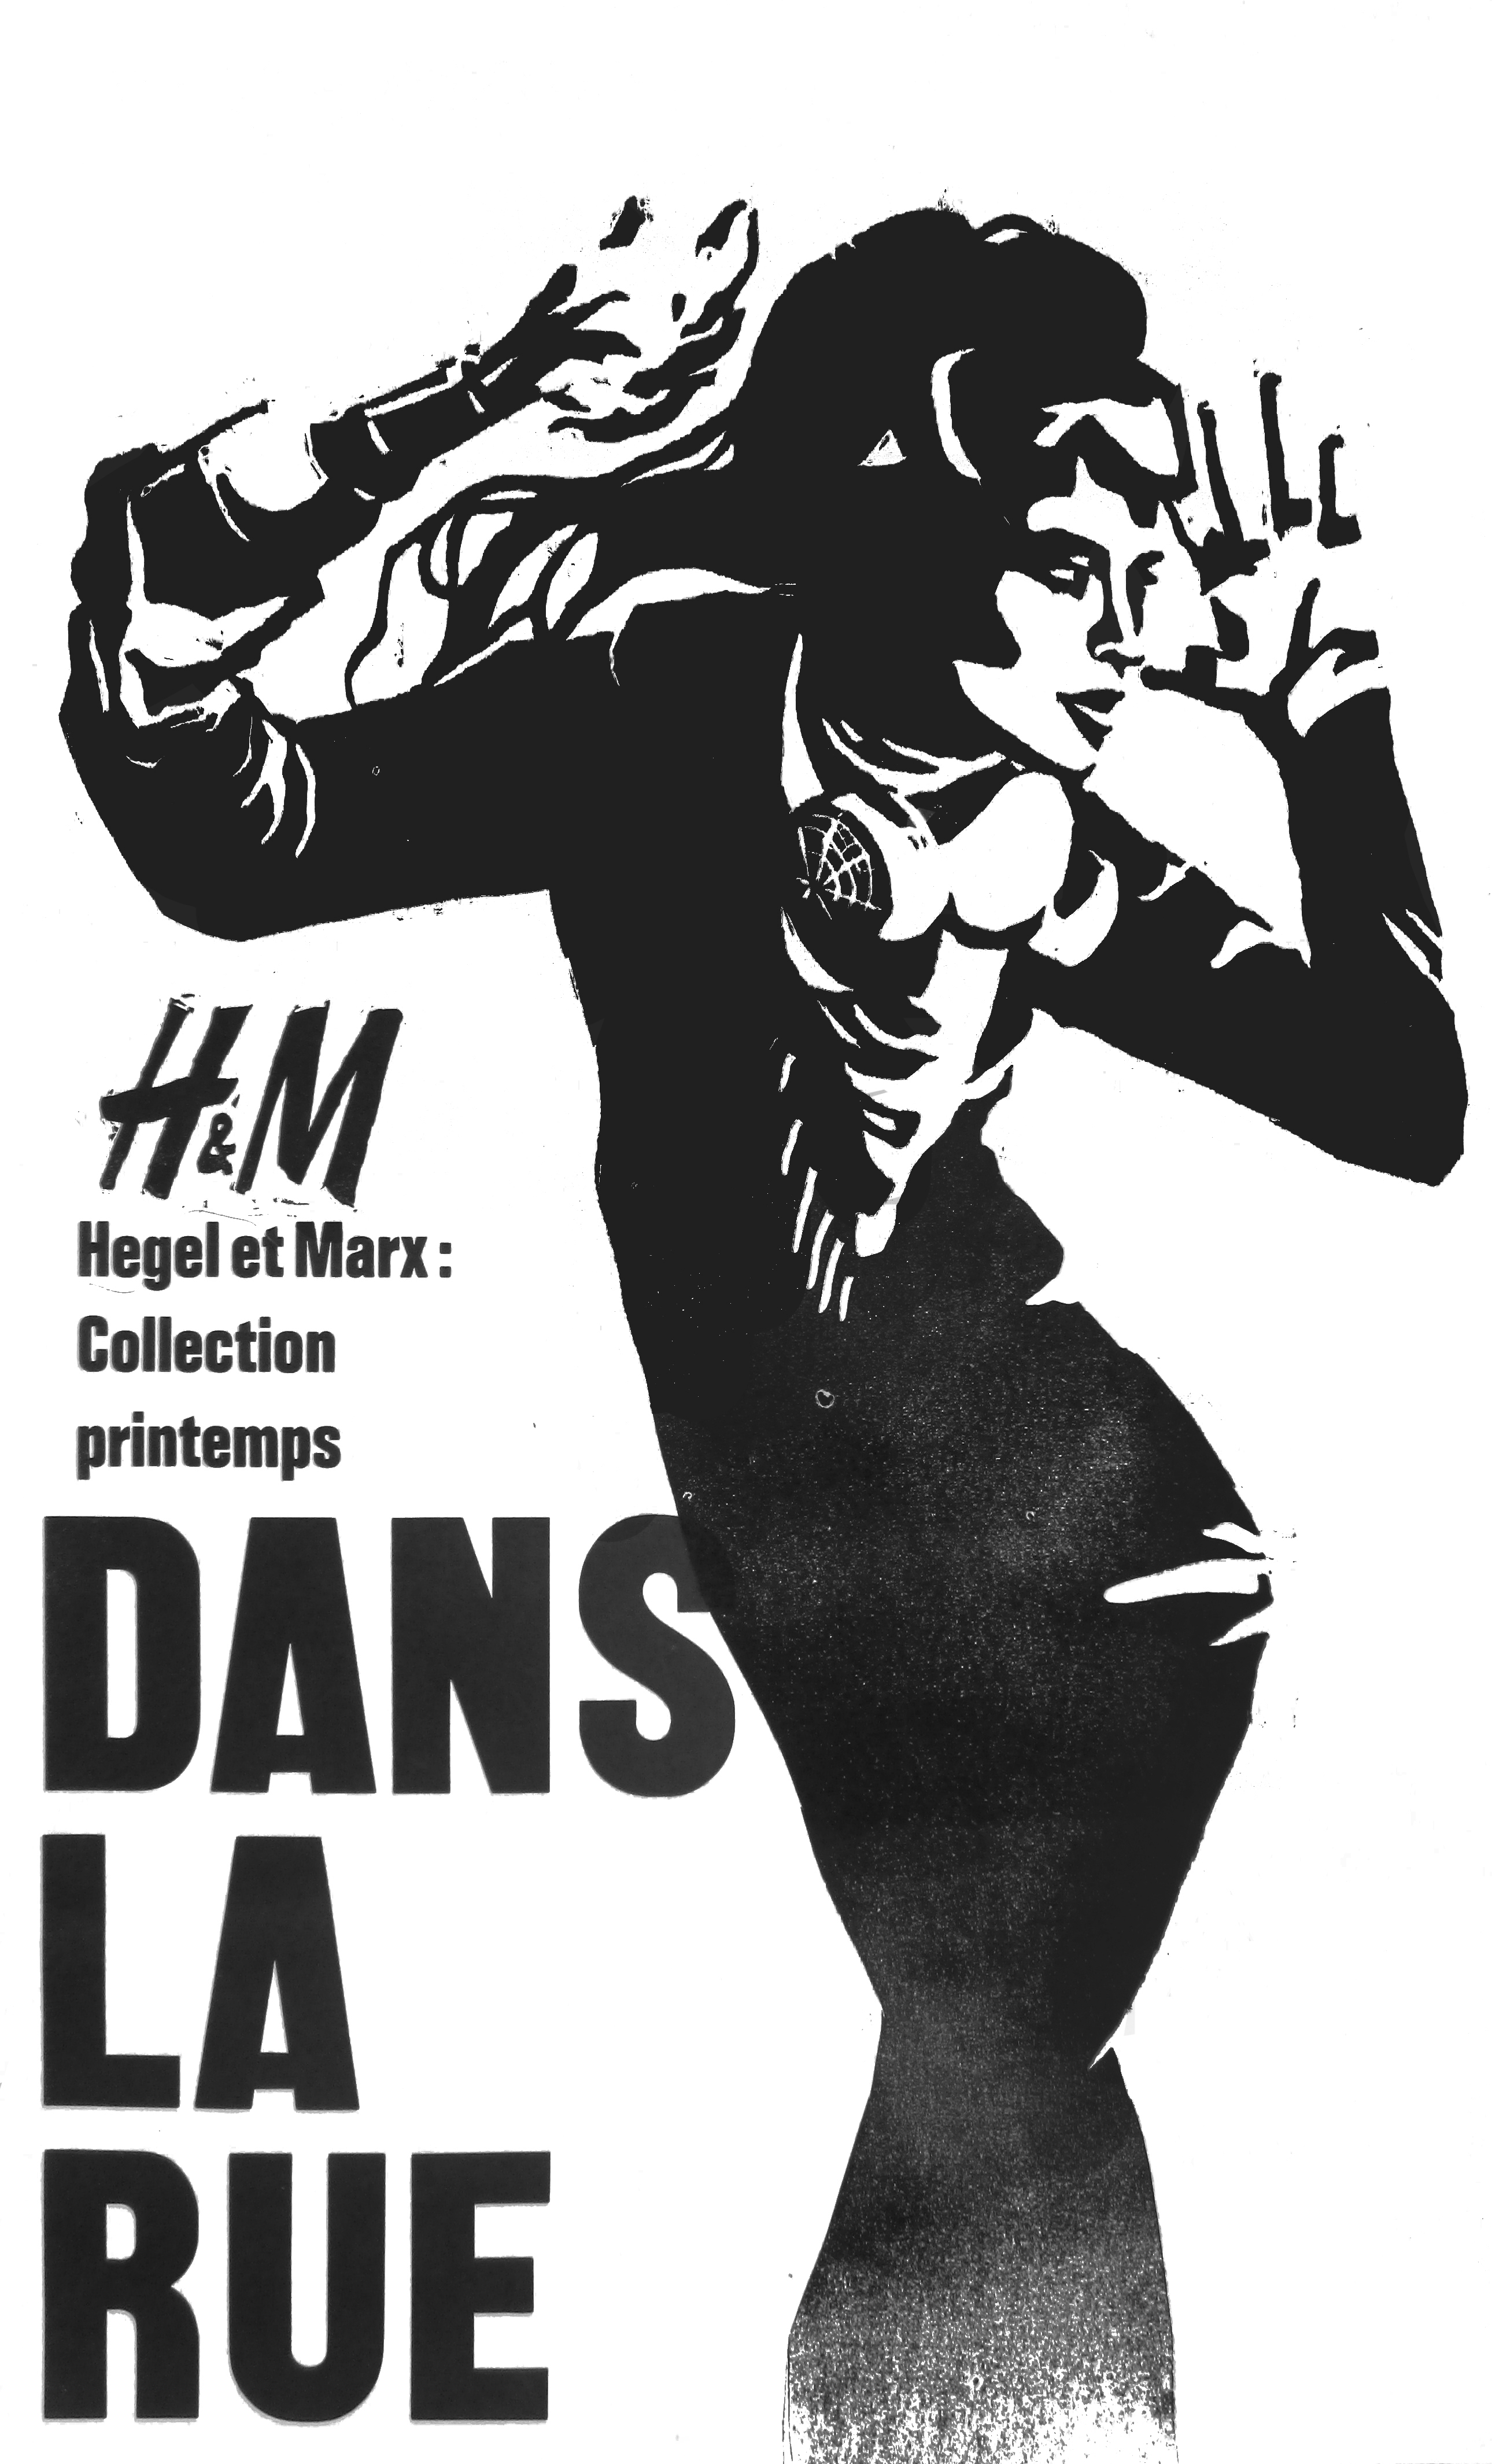 H&M
Hegel et Marx :
Collection
printemps
DANS
LA
RUE